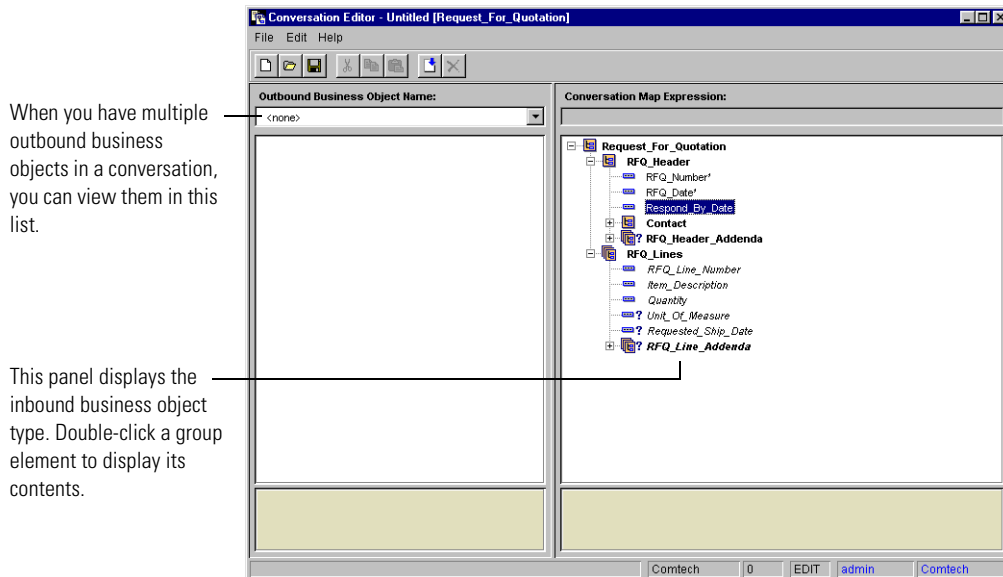 Conversation Editor - Untitled [Request_For_Quotation]
File Edit Help
When you have multiple
outbound business
objects in a conversation,
you can view them in this
list.
Outbound Business Object Name:
<none>
Conversation Map Expression:
Request_For_Quotation
RFQ_Header
RFQ_Number*
RFQ_Date*
Respond_By_Date
Contact
? RFQ_Header_Addenda
RFQ_Lines
RFQ_Line_Number
Item_Description
Quantity
? Unit_Of_Measure
? Requested_Ship_Date
? RFQ_Line_Addenda
This panel displays the
inbound business object
type. Double-click a group
element to display its
contents.
Comtech 0 EDIT admin Comtech